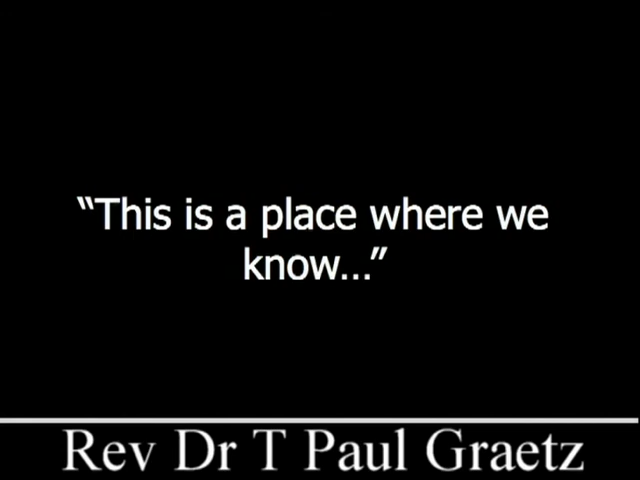 “This is a place where we
know...”
Rev Dr T Paul Graetz